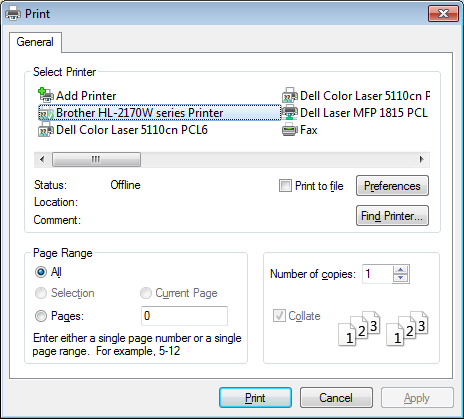 Print
General
Select Printer
Add Printer
Brother HL-2170W series Printer
Dell Color Laser 5110cn PCL6
Dell Color Laser 5110cn P
Dell Laser MFP 1815 PCL
Fax
Status: Offline
Location:
Comment:
Print to file
Preferences
Find Printer...
Page Range
All
Selection Current Page
Pages: 0
Enter either a single page number or a single
page range. For example, 5-12
Number of copies: 1
Collate
1 1 2 2 3 3
Print Cancel Apply